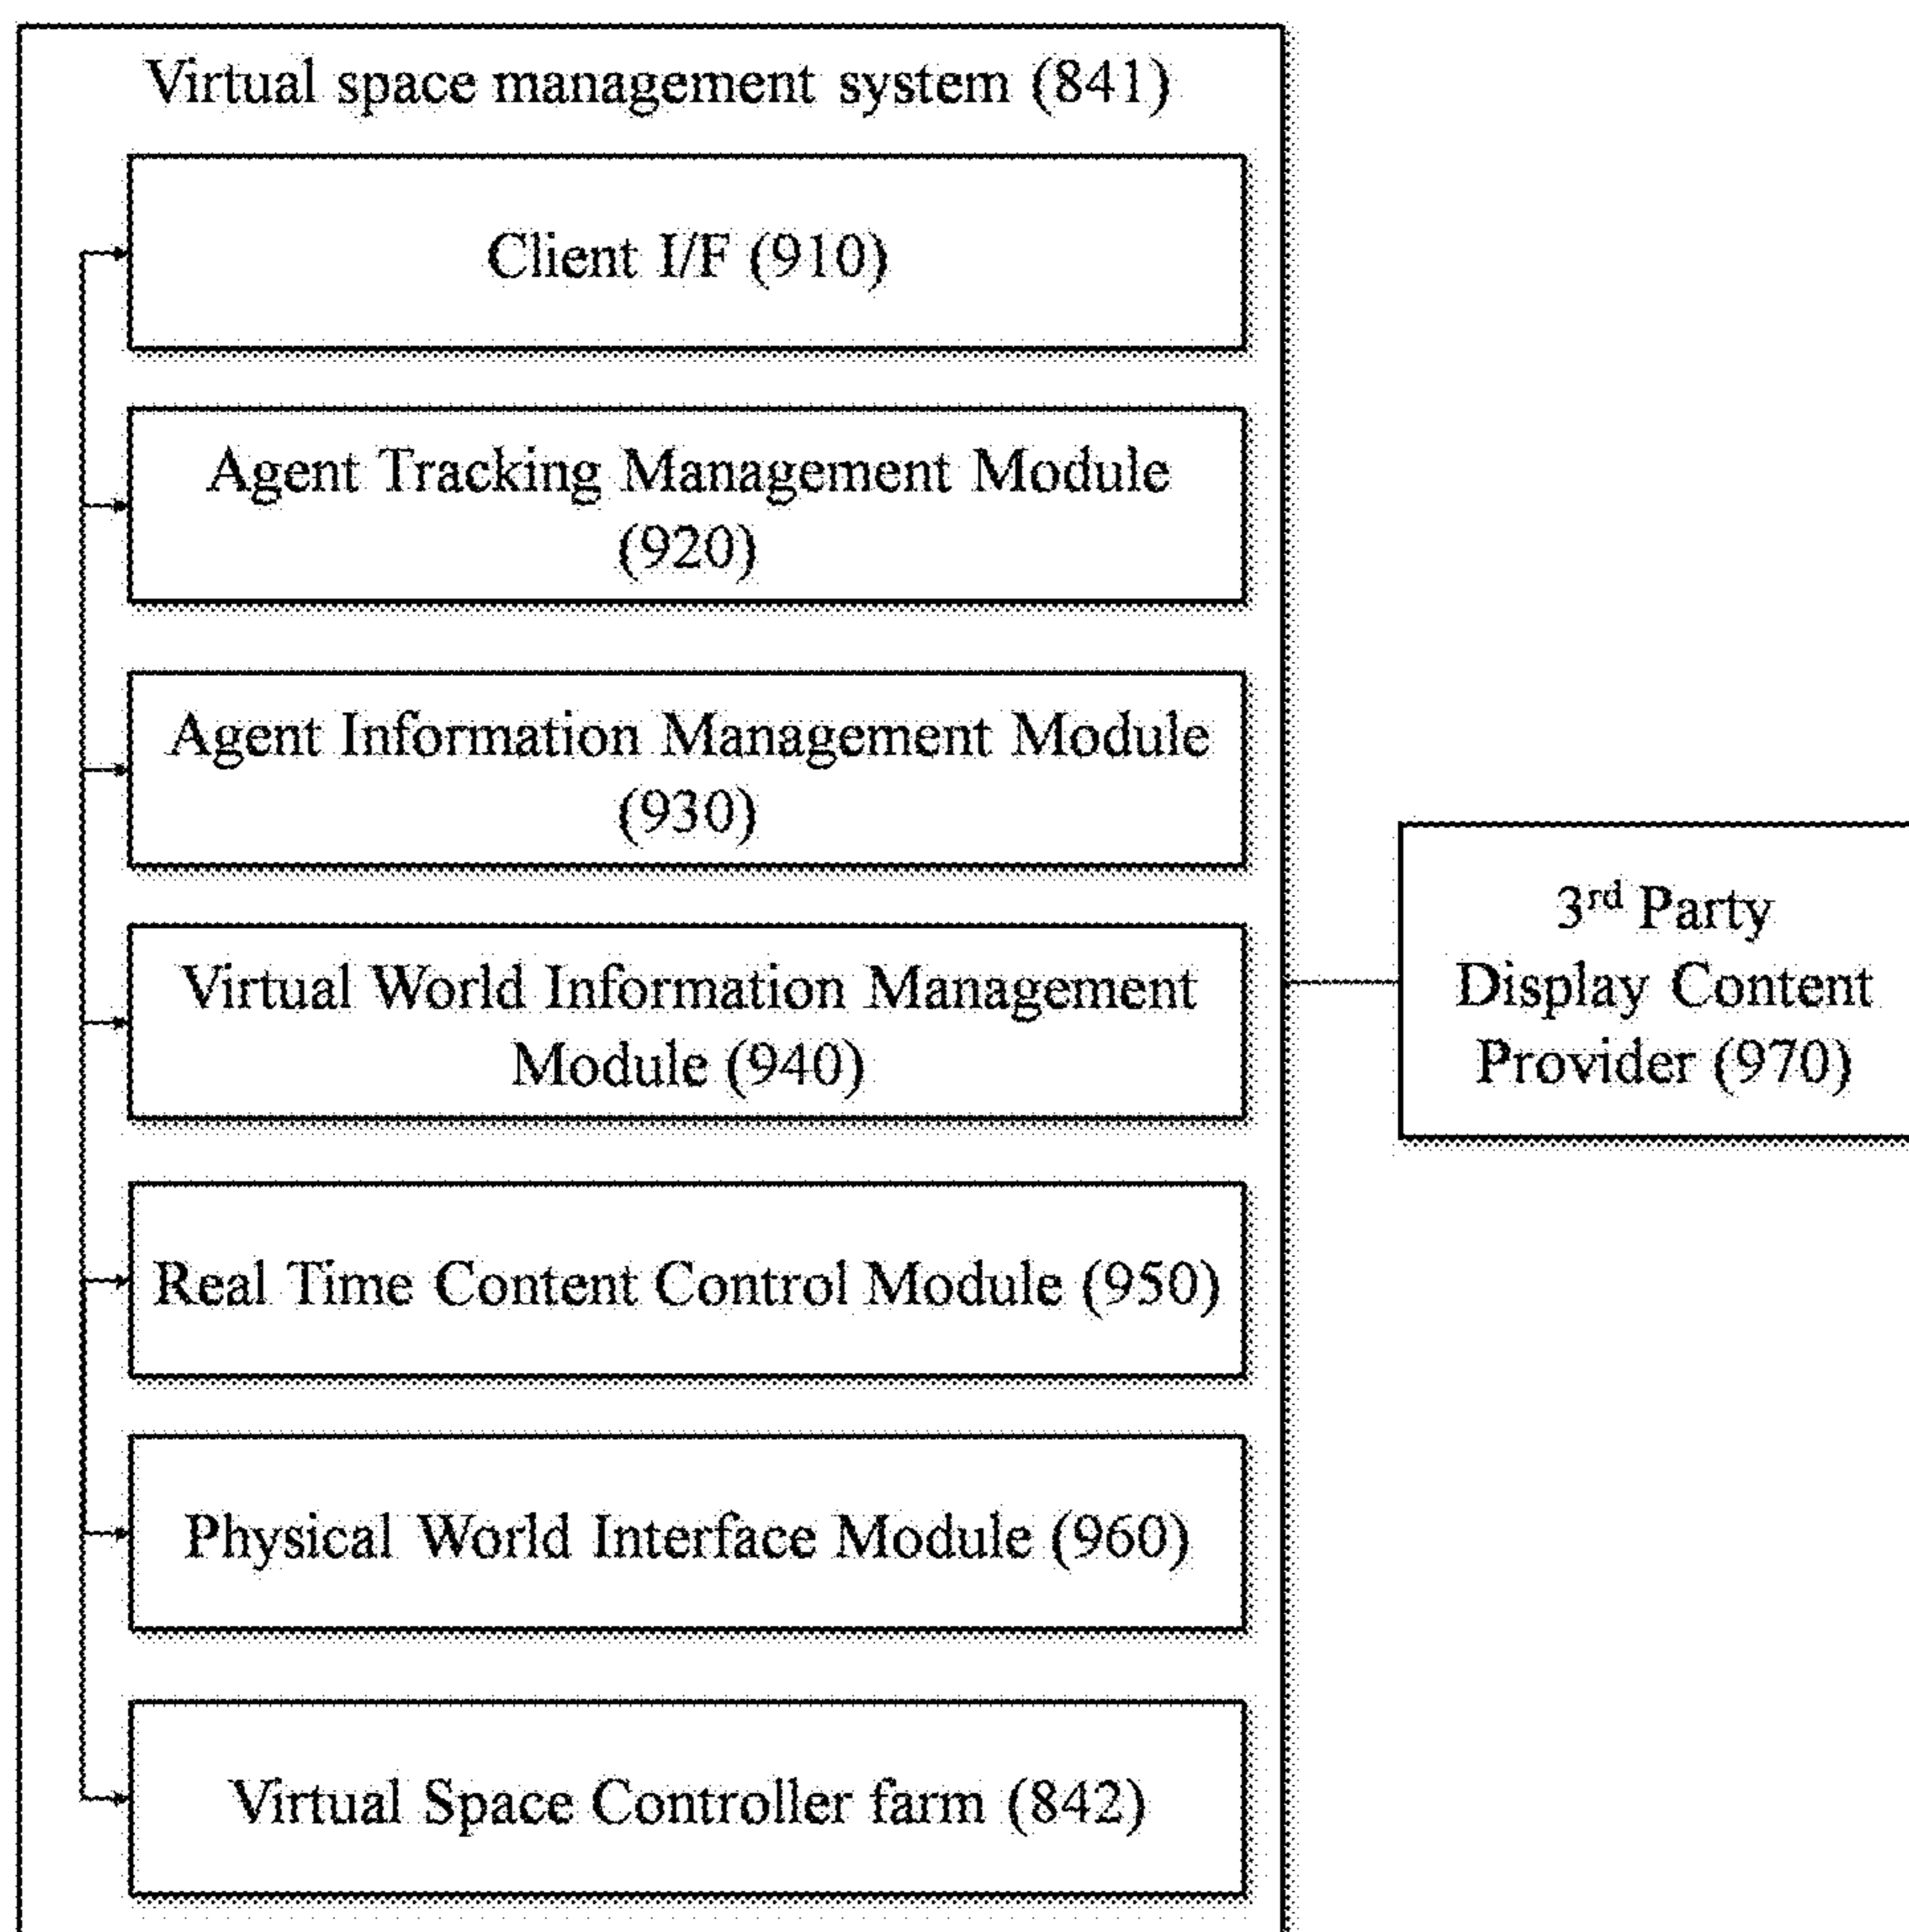 Virtual space management system (841)
Client I/F (910)
Agent Tracking Management Module
(920)
Agent Information Management Module
(930)
Virtual World Information Management
Module (940)
Real Time Content Control Module (950)
Physical World Interface Module (960)
Virtual Space Controller farm (842)
3rd Party
Display Content
Provider (970)